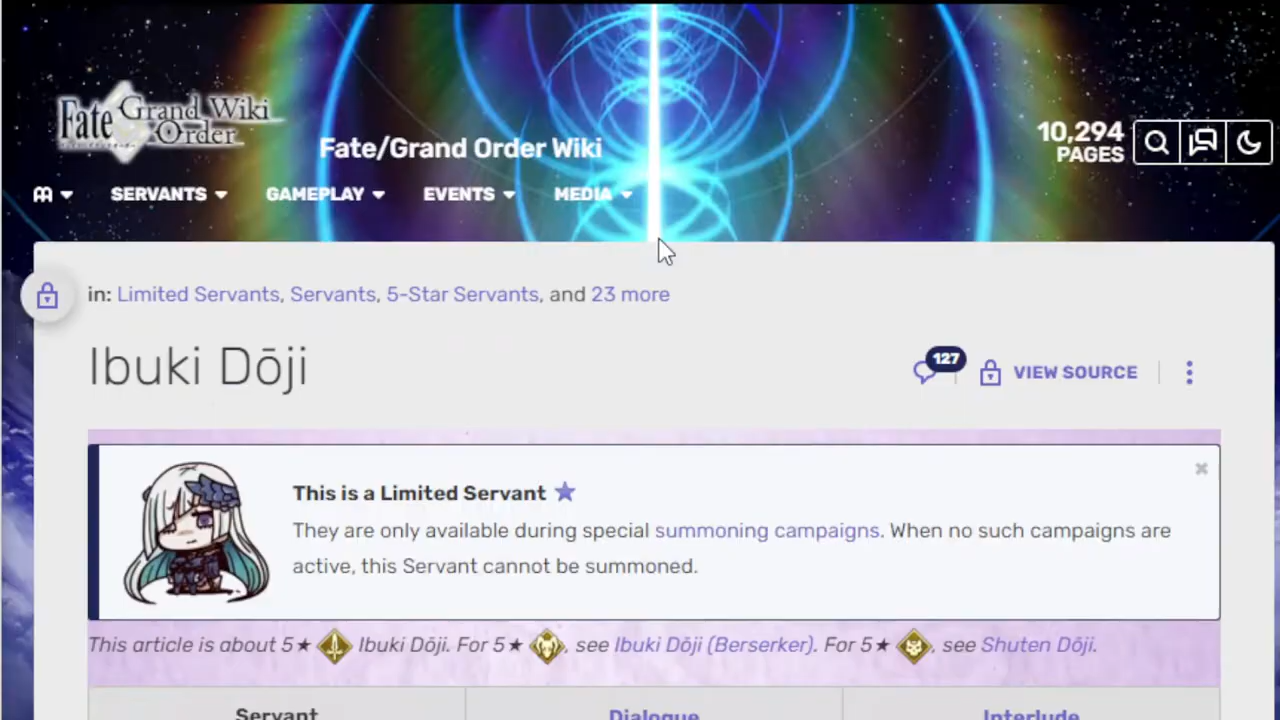 Fate Grand Wiki
Order
Fate/Grand Order Wiki
10,294
PAGES
SERVANTS
GAMEPLAY
EVENTS
MEDIA
in: Limited Servants, Servants, 5-Star Servants, and 23 more
Ibuki Dōji
127
VIEW SOURCE
This is a Limited Servant ★
They are only available during special summoning campaigns. When no such campaigns are
active, this Servant cannot be summoned.
This article is about 5★ Ibuki Dōji. For 5★ , see Ibuki Dōji (Berserker). For 5★ , see Shuten Dōji.
Servant
Dialogue
Interlude